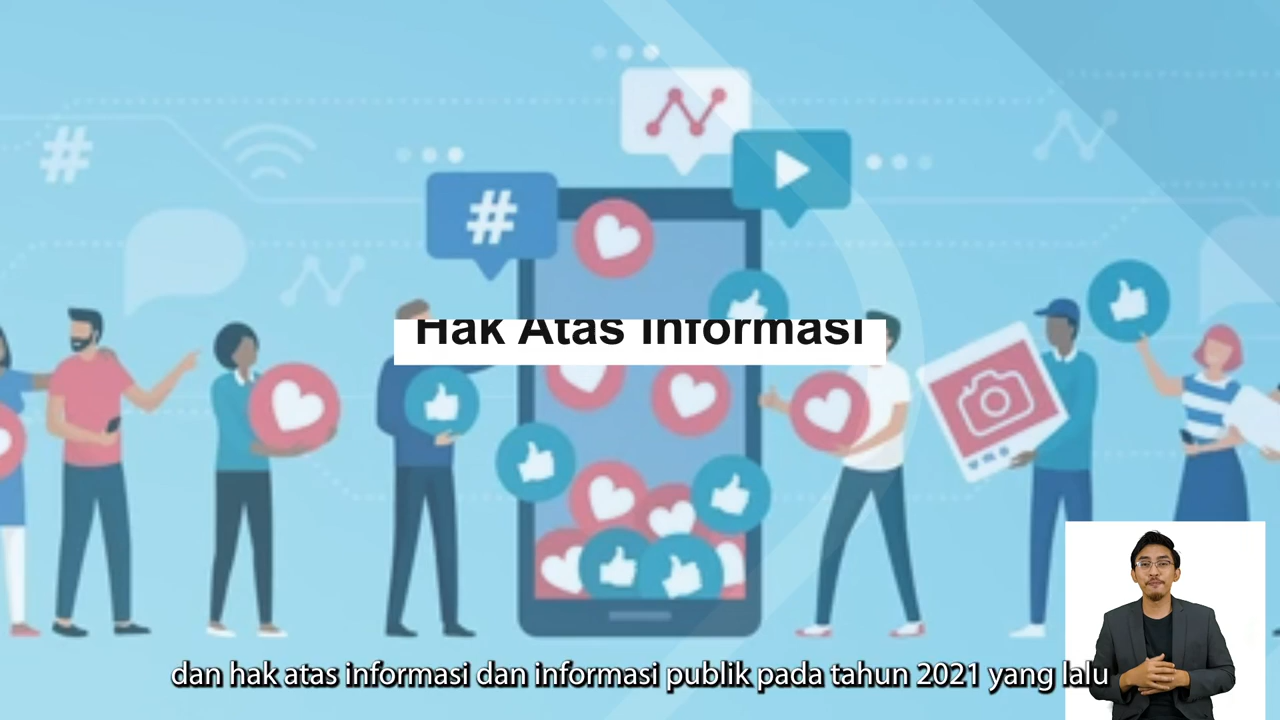 #
#
Hak Atas Informasi
dan hak atas informasi dan informasi publik pada tahun 2021 yang lalu